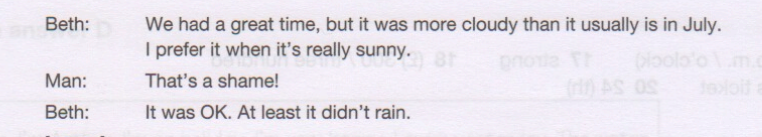 Beth: We had a great time, but it was more cloudy than it usually is in July.
I prefer it when it's really sunny.
Man: That's a shame!
Beth: It was OK. At least it didn't rain.